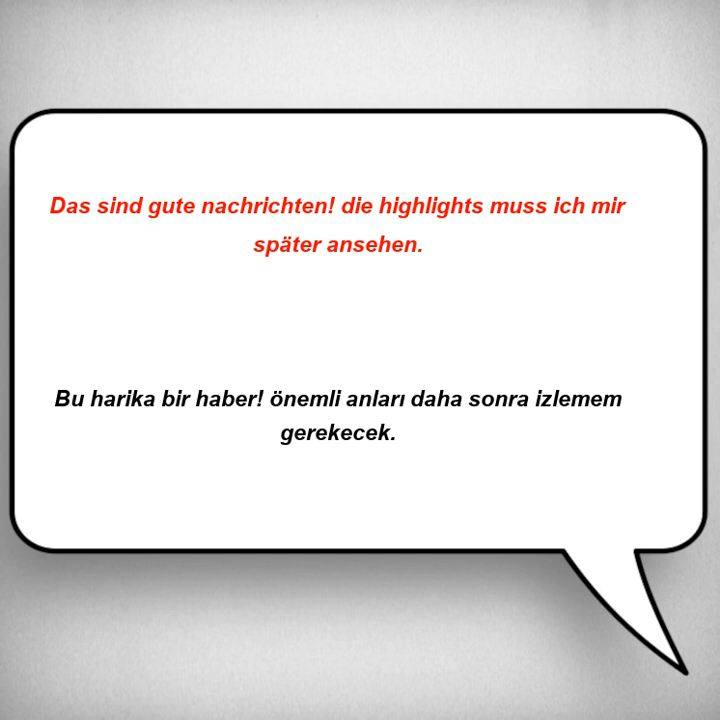 Das sind gute nachrichten! die highlights muss ich mir
später ansehen.
Bu harika bir haber! önemli anları daha sonra izlemem
gerekecek.